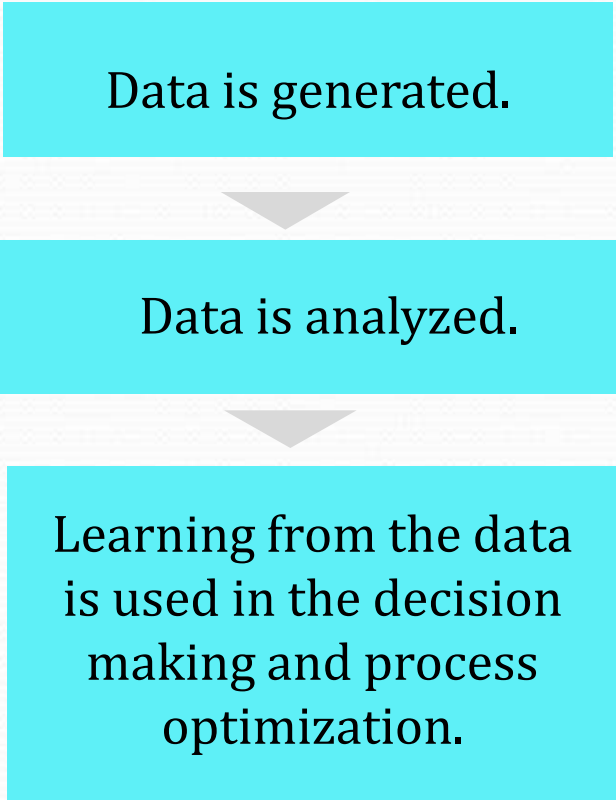 Data is generated.
Data is analyzed.
Learning from the data
is used in the decision
making and process
optimization.